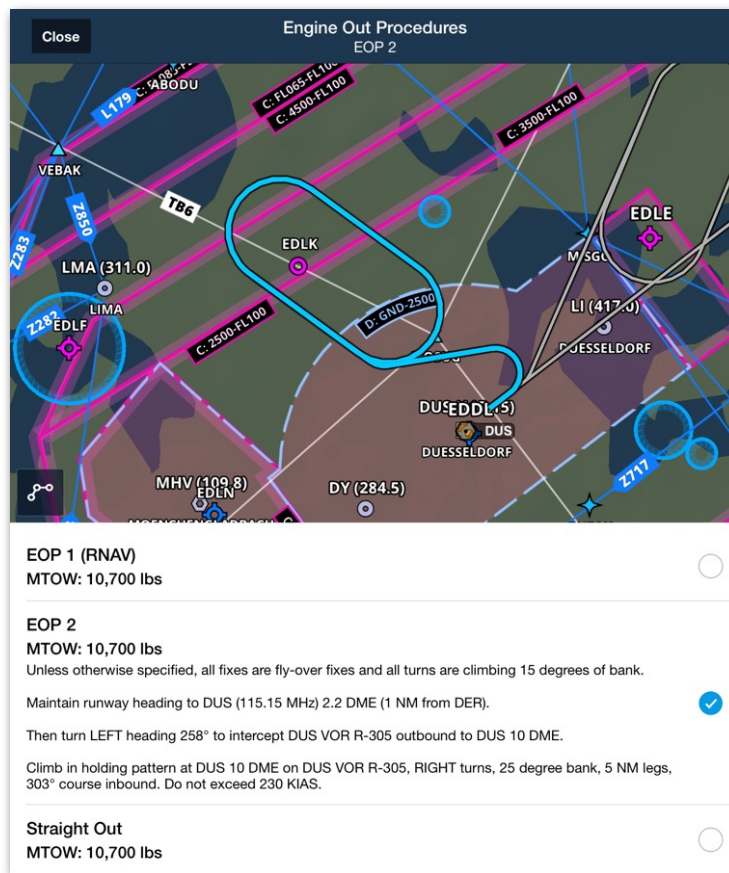 Close
Engine Out Procedures
EOP 2
ABODU
L179
C: FL065-FL100
C: 4500-FL100
C: 3500-FL100
VEBAK
TB6
Z850
Z283
EDLE
EDLK
LMA (311.0)
LIMA
Z282
EDLF
D: GND-2500
C: 2500-FL100
LI (417.0)
DUESSELDORF
EDDL
DUS
DUESSELDORF
Z717
MHV (109.8)
EDLN
DY (284.5)
EOP 1 (RNAV)
MTOW: 10,700 lbs
EOP 2
MTOW: 10,700 lbs
Unless otherwise specified, all fixes are fly-over fixes and all turns are climbing 15 degrees of bank.
Maintain runway heading to DUS (115.15 MHz) 2.2 DME (1 NM from DER).
Then turn LEFT heading 258° to intercept DUS VOR R-305 outbound to DUS 10 DME.
Climb in holding pattern at DUS 10 DME on DUS VOR R-305, RIGHT turns, 25 degree bank, 5 NM legs,
303° course inbound. Do not exceed 230 KIAS.
Straight Out
MTOW: 10,700 lbs